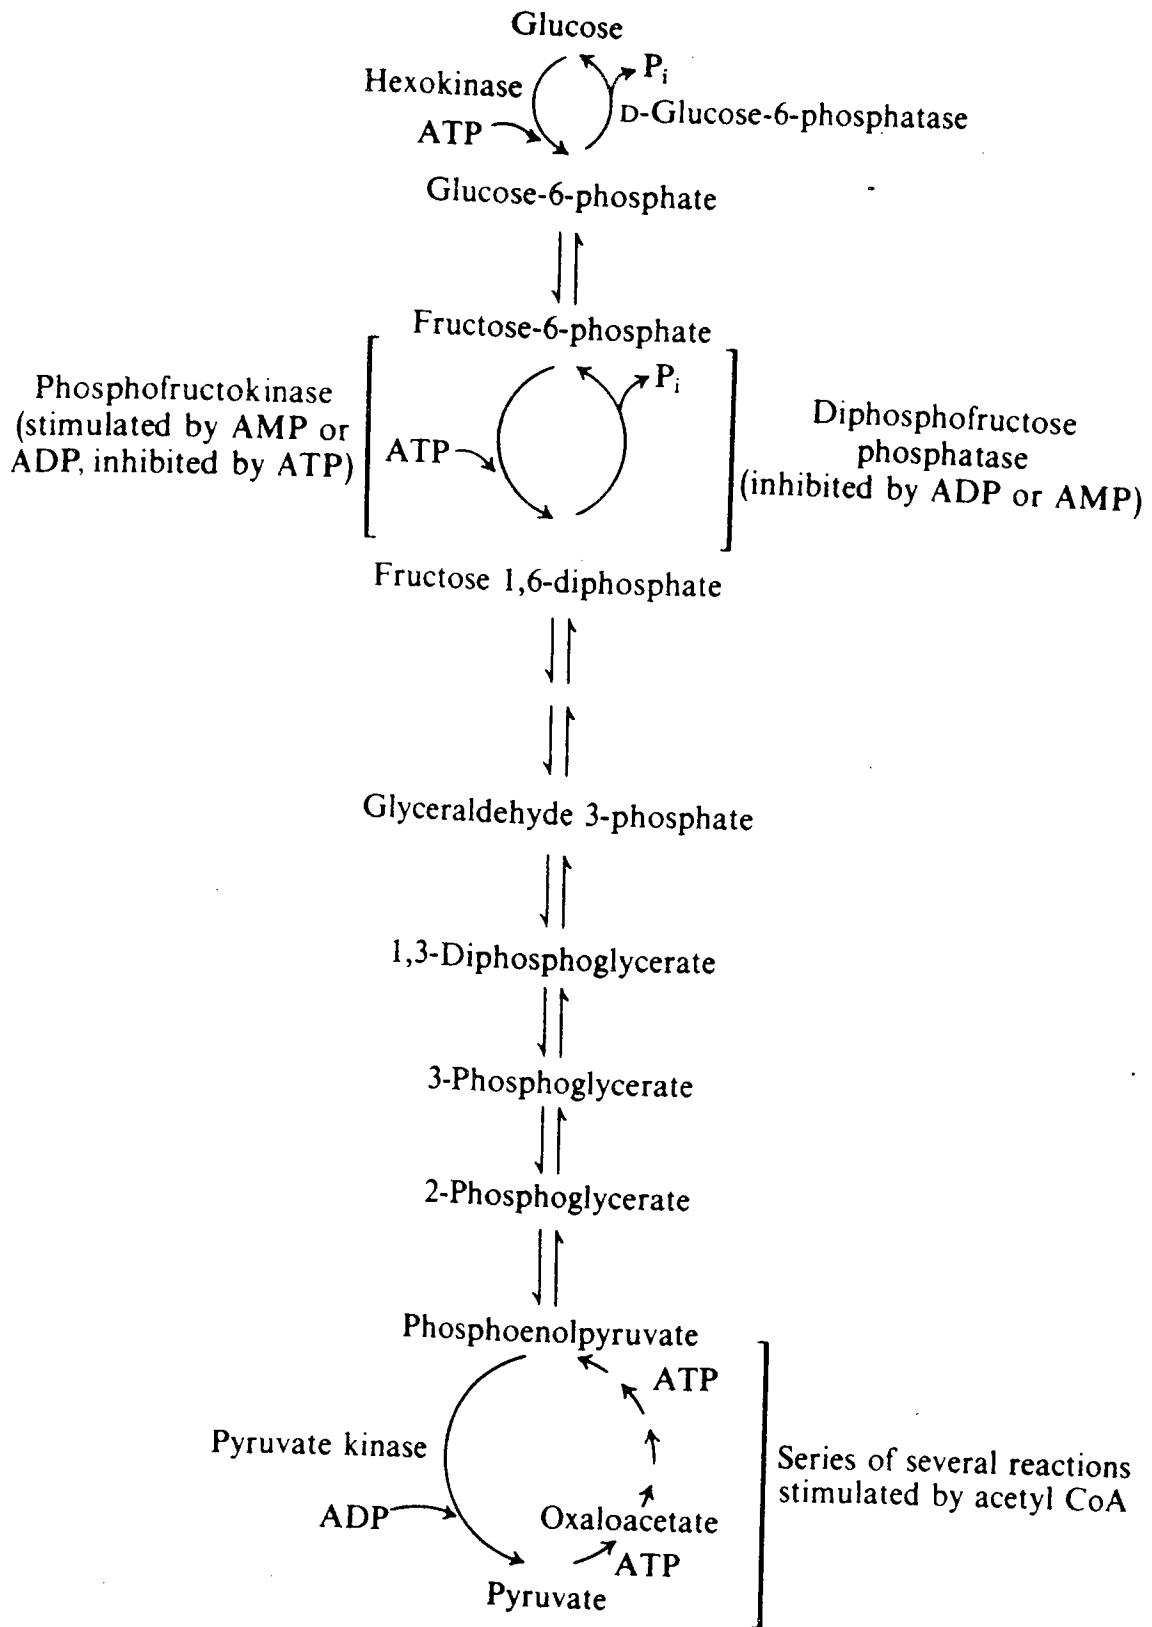 Glucose
Hexokinase
Pi
ATP
D-Glucose-6-phosphatase
Glucose-6-phosphate
Fructose-6-phosphate
Phosphofructokinase
(stimulated by AMP or
ADP, inhibited by ATP)
ATP
Pi
Diphosphofructose
phosphatase
(inhibited by ADP or AMP)
Fructose 1,6-diphosphate
Glyceraldehyde 3-phosphate
1,3-Diphosphoglycerate
3-Phosphoglycerate
2-Phosphoglycerate
Phosphoenolpyruvate
ATP
Pyruvate kinase
ADP
Oxaloacetate
ATP
Pyruvate
Series of several reactions
stimulated by acetyl CoA